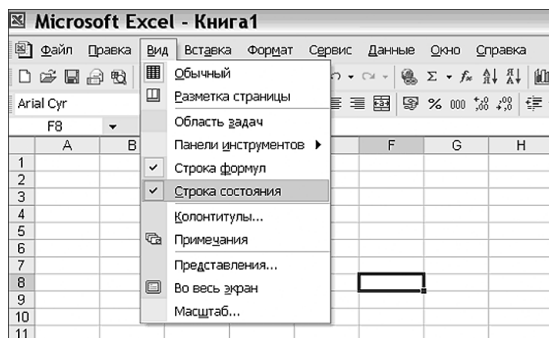 Microsoft Excel - Книга1
Файл Правка Вид Вставка Формат Сервис Данные Окно Справка
Обычный
Σ
Разметка страницы
Arial Cyr
% 000
Область задач
F8
Панели инструментов
A B F G H
Строка формул
1
Строка состояния
2
3
Колонтитулы...
4
5
Примечания
6
Представления...
7
8
Во весь экран
9
Масштаб...
10
11